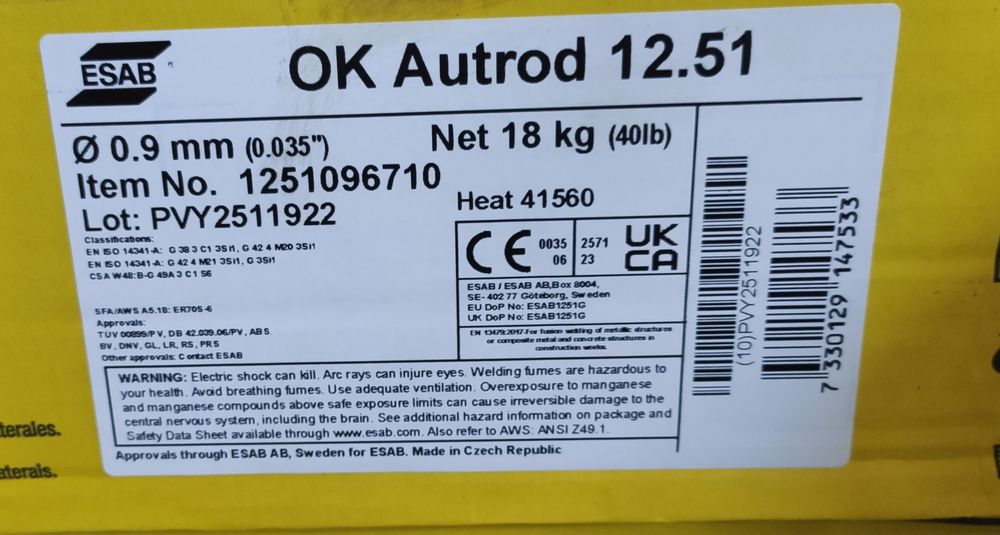 ESAB
OK Autrod 12.51
Ø 0.9 mm (0.035") Net 18 kg (40lb)
Item No. 1251096710
Lot: PVY2511922
Heat 41560
Classifications:
EN ISO 14341-A: G 38 3 C1 3Si1, G 42 4 M20 3Si1
EN ISO 14341-A: G 42 4 M21 3Si1, G 3Si1
CSA W48:B-G 49A 3 C1 S6
SFA/AWS A5.18: ER70S-6
Approvals:
TUV 00899/PV, DB 42.039.06/PV, ABS
BV, DNV, GL, LR, RS, PRS
Other approvals: Contact ESAB
CE 0035 06
2571 23 UK CA
ESAB / ESAB AB,Box 8004,
SE-402 77 Göteborg, Sweden
EU DoP No: ESAB1251G
UK DoP No: ESAB1251G
EN 13479:2017-For fusion welding of metallic structures
or composite metal and concrete structures in
construction works.
WARNING: Electric shock can kill. Arc rays can injure eyes. Welding fumes are hazardous to
your health. Avoid breathing fumes. Use adequate ventilation. Overexposure to manganese
and manganese compounds above safe exposure limits can cause irreversible damage to the
central nervous system, including the brain. See additional hazard information on package and
Safety Data Sheet available through www.esab.com. Also refer to AWS: ANSI Z49.1.
Approvals through ESAB AB, Sweden for ESAB. Made in Czech Republic
(10)PVY2511922
7 330129 147533
terales.
aterais.